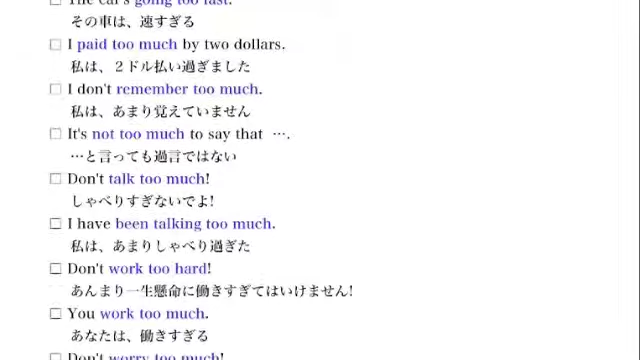 The car's going too fast.
その車は、速すぎる
□ I paid too much by two dollars.
私は、２ドル払い過ぎました
□ I don't remember too much.
私は、あまり覚えていません
□ It's not too much to say that ….
…と言っても過言ではない
□ Don't talk too much!
しゃべりすぎないでよ!
□ I have been talking too much.
私は、あまりしゃべり過ぎた
□ Don't work too hard!
あんまり一生懸命に働きすぎてはいけません!
□ You work too much.
あなたは、働きすぎる
□ Don't worry too much!